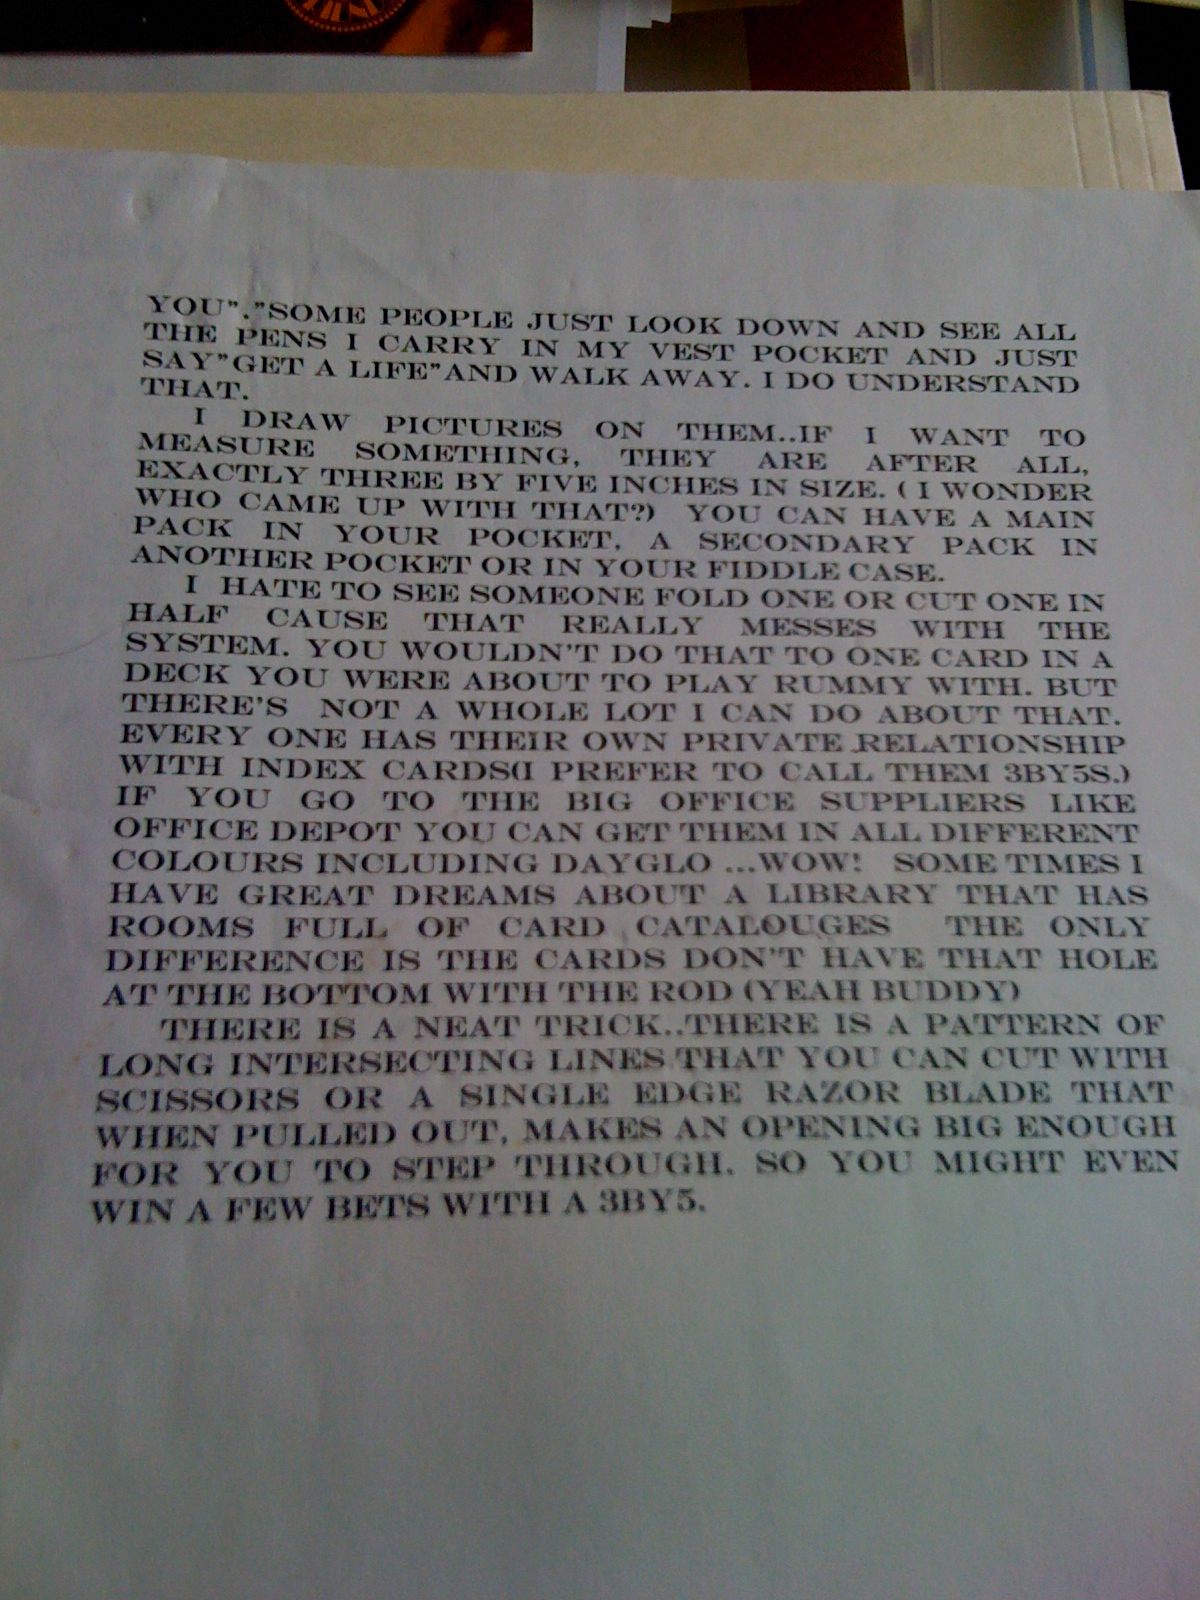 YOU"."SOME PEOPLE JUST LOOK DOWN AND SEE ALL
THE PENS I CARRY IN MY VEST POCKET AND JUST
SAY"GET A LIFE"AND WALK AWAY. I DO UNDERSTAND
THAT.
I DRAW PICTURES ON THEM..IF I WANT TO
MEASURE SOMETHING, THEY ARE AFTER ALL,
EXACTLY THREE BY FIVE INCHES IN SIZE. ( I WONDER
WHO CAME UP WITH THAT?) YOU CAN HAVE A MAIN
PACK IN YOUR POCKET, A SECONDARY PACK IN
ANOTHER POCKET OR IN YOUR FIDDLE CASE.
I HATE TO SEE SOMEONE FOLD ONE OR CUT ONE IN
HALF CAUSE THAT REALLY MESSES WITH THE
SYSTEM. YOU WOULDN'T DO THAT TO ONE CARD IN A
DECK YOU WERE ABOUT TO PLAY RUMMY WITH. BUT
THERE'S NOT A WHOLE LOT I CAN DO ABOUT THAT.
EVERY ONE HAS THEIR OWN PRIVATE RELATIONSHIP
WITH INDEX CARDS(I PREFER TO CALL THEM 3BY5S.)
IF YOU GO TO THE BIG OFFICE SUPPLIERS LIKE
OFFICE DEPOT YOU CAN GET THEM IN ALL DIFFERENT
COLOURS INCLUDING DAYGLO ...WOW! SOME TIMES I
HAVE GREAT DREAMS ABOUT A LIBRARY THAT HAS
ROOMS FULL OF CARD CATALOUGES THE ONLY
DIFFERENCE IS THE CARDS DON'T HAVE THAT HOLE
AT THE BOTTOM WITH THE ROD (YEAH BUDDY)
THERE IS A NEAT TRICK..THERE IS A PATTERN OF
LONG INTERSECTING LINES THAT YOU CAN CUT WITH
SCISSORS OR A SINGLE EDGE RAZOR BLADE THAT
WHEN PULLED OUT, MAKES AN OPENING BIG ENOUGH
FOR YOU TO STEP THROUGH. SO YOU MIGHT EVEN
WIN A FEW BETS WITH A 3BY5.